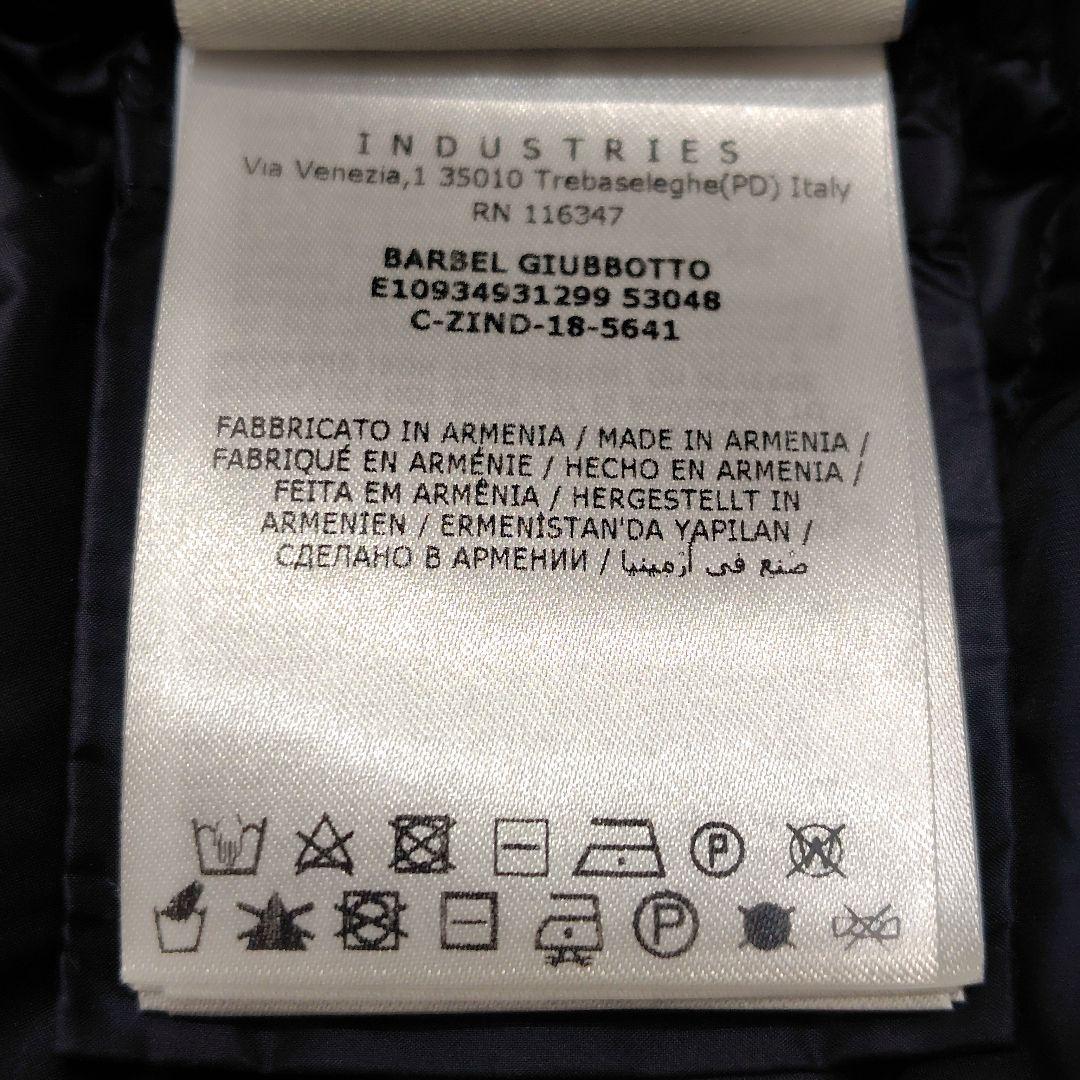 INDUSTRIES
Via Venezia,1 35010 Trebaseleghe(PD) Italy
RN 116347
BARBEL GIUBBOTTO
E10934931299 53048
C-ZIND-18-5641
FABBRICATO IN ARMENIA / MADE IN ARMENIA /
FABRIQUÉ EN ARMÉNIE / HECHO EN ARMENIA /
FEITA EM ARMÊNIA / HERGESTELLT IN
ARMENIEN / ERMENİSTAN'DA YAPILAN /
СДЕЛАНО В АРМЕНИИ / صنع في أرمينيا
P W
P